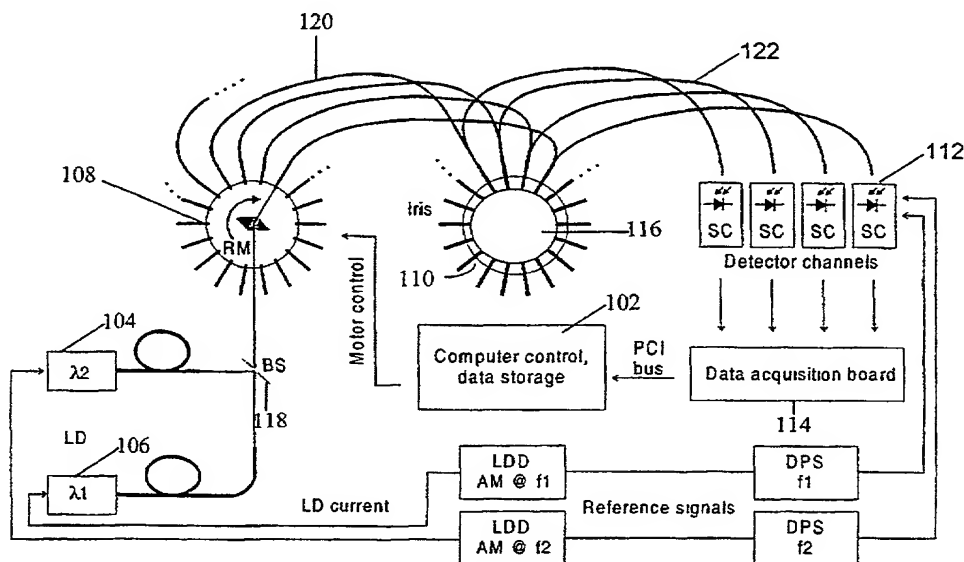 120
122
108
112
Iris
RM
SC
SC
SC
SC
116
Detector channels
110
Motor control
102
104
λ2
BS
Computer control,
data storage
PCI
bus
Data acquisition board
118
114
LD
106
λ1
LD current
LDD
AM @ f1
Reference signals
DPS
f1
LDD
AM @ f2
DPS
f2